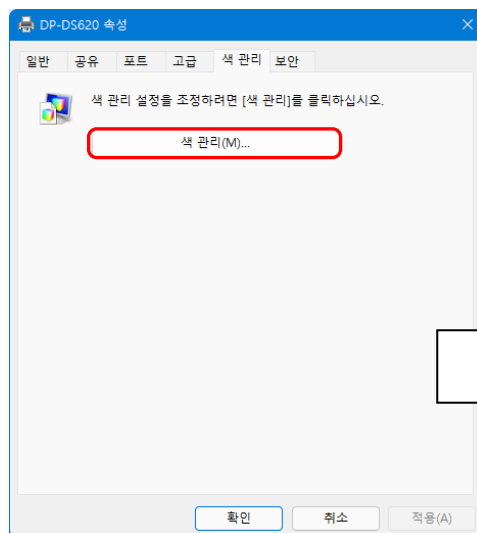 DP-DS620 속성
일반 공유 포트 고급 색 관리 보안
색 관리 설정을 조정하려면 [색 관리]를 클릭하십시오.
색 관리(M)...
확인 취소 적용(A)